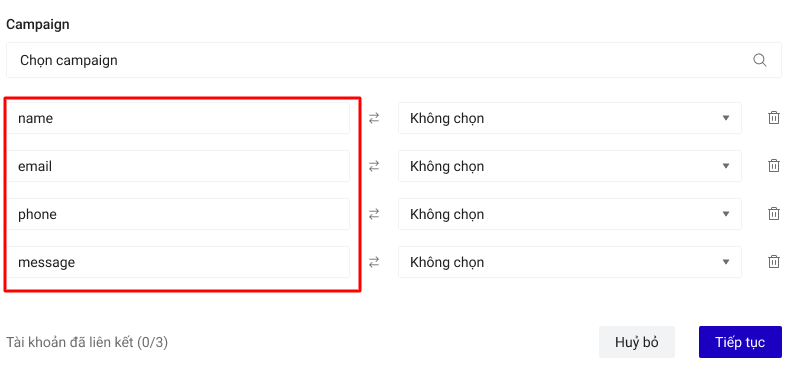 Campaign
Chọn campaign
name Không chọn
email Không chọn
phone Không chọn
message Không chọn
Tài khoản đã liên kết (0/3) Huỷ bỏ Tiếp tục